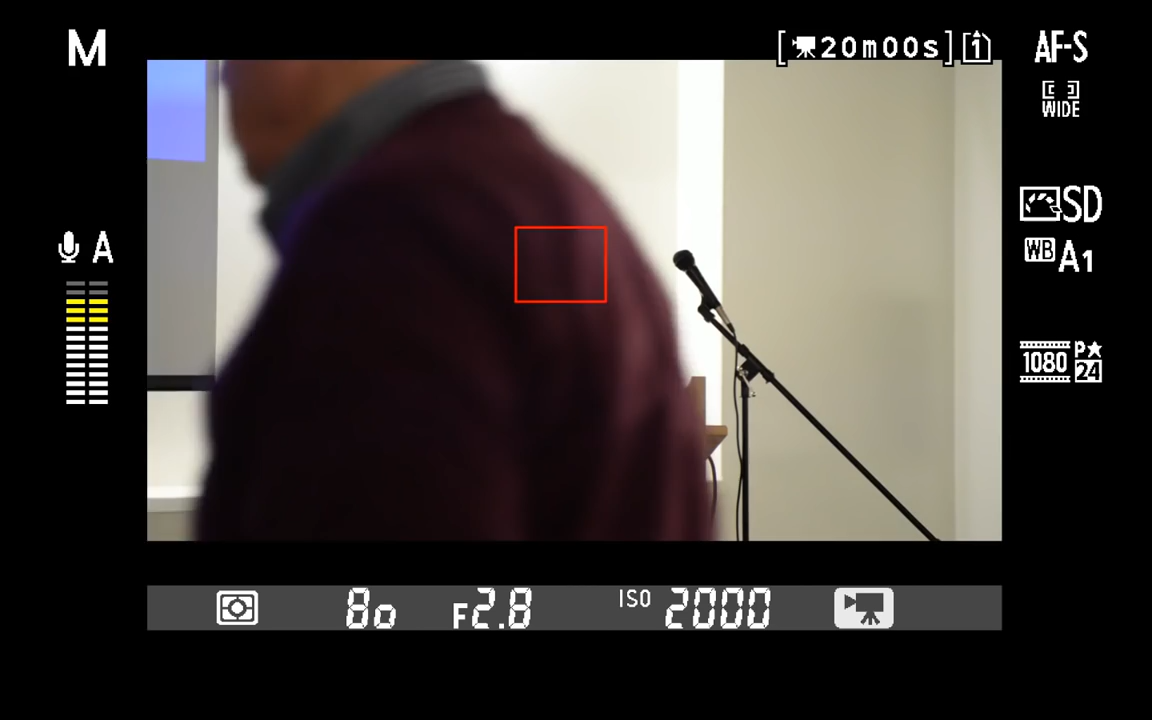 M
[20m00s] 1
AF-S
WIDE
SD
WB A1
A
1080 P★ 24
80 F2.8 ISO 2000